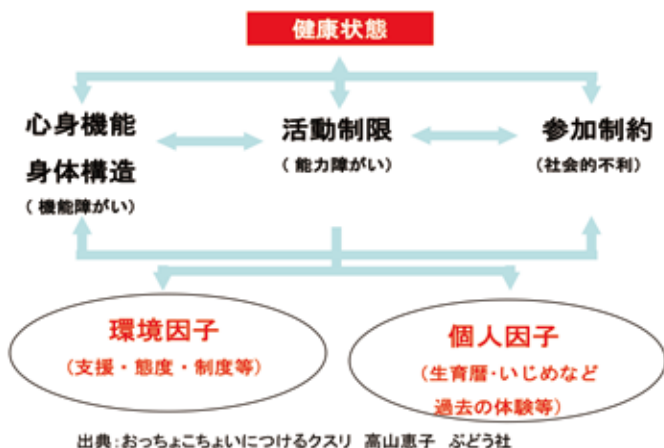 健康状態
心身機能
身体構造
(機能障がい)
活動制限
(能力障がい)
参加制約
(社会的不利)
環境因子
(支援・態度・制度等)
個人因子
(生育暦・いじめなど
過去の体験等)
出典:おっちょこちょいにつけるクスリ 高山恵子 ぶどう社